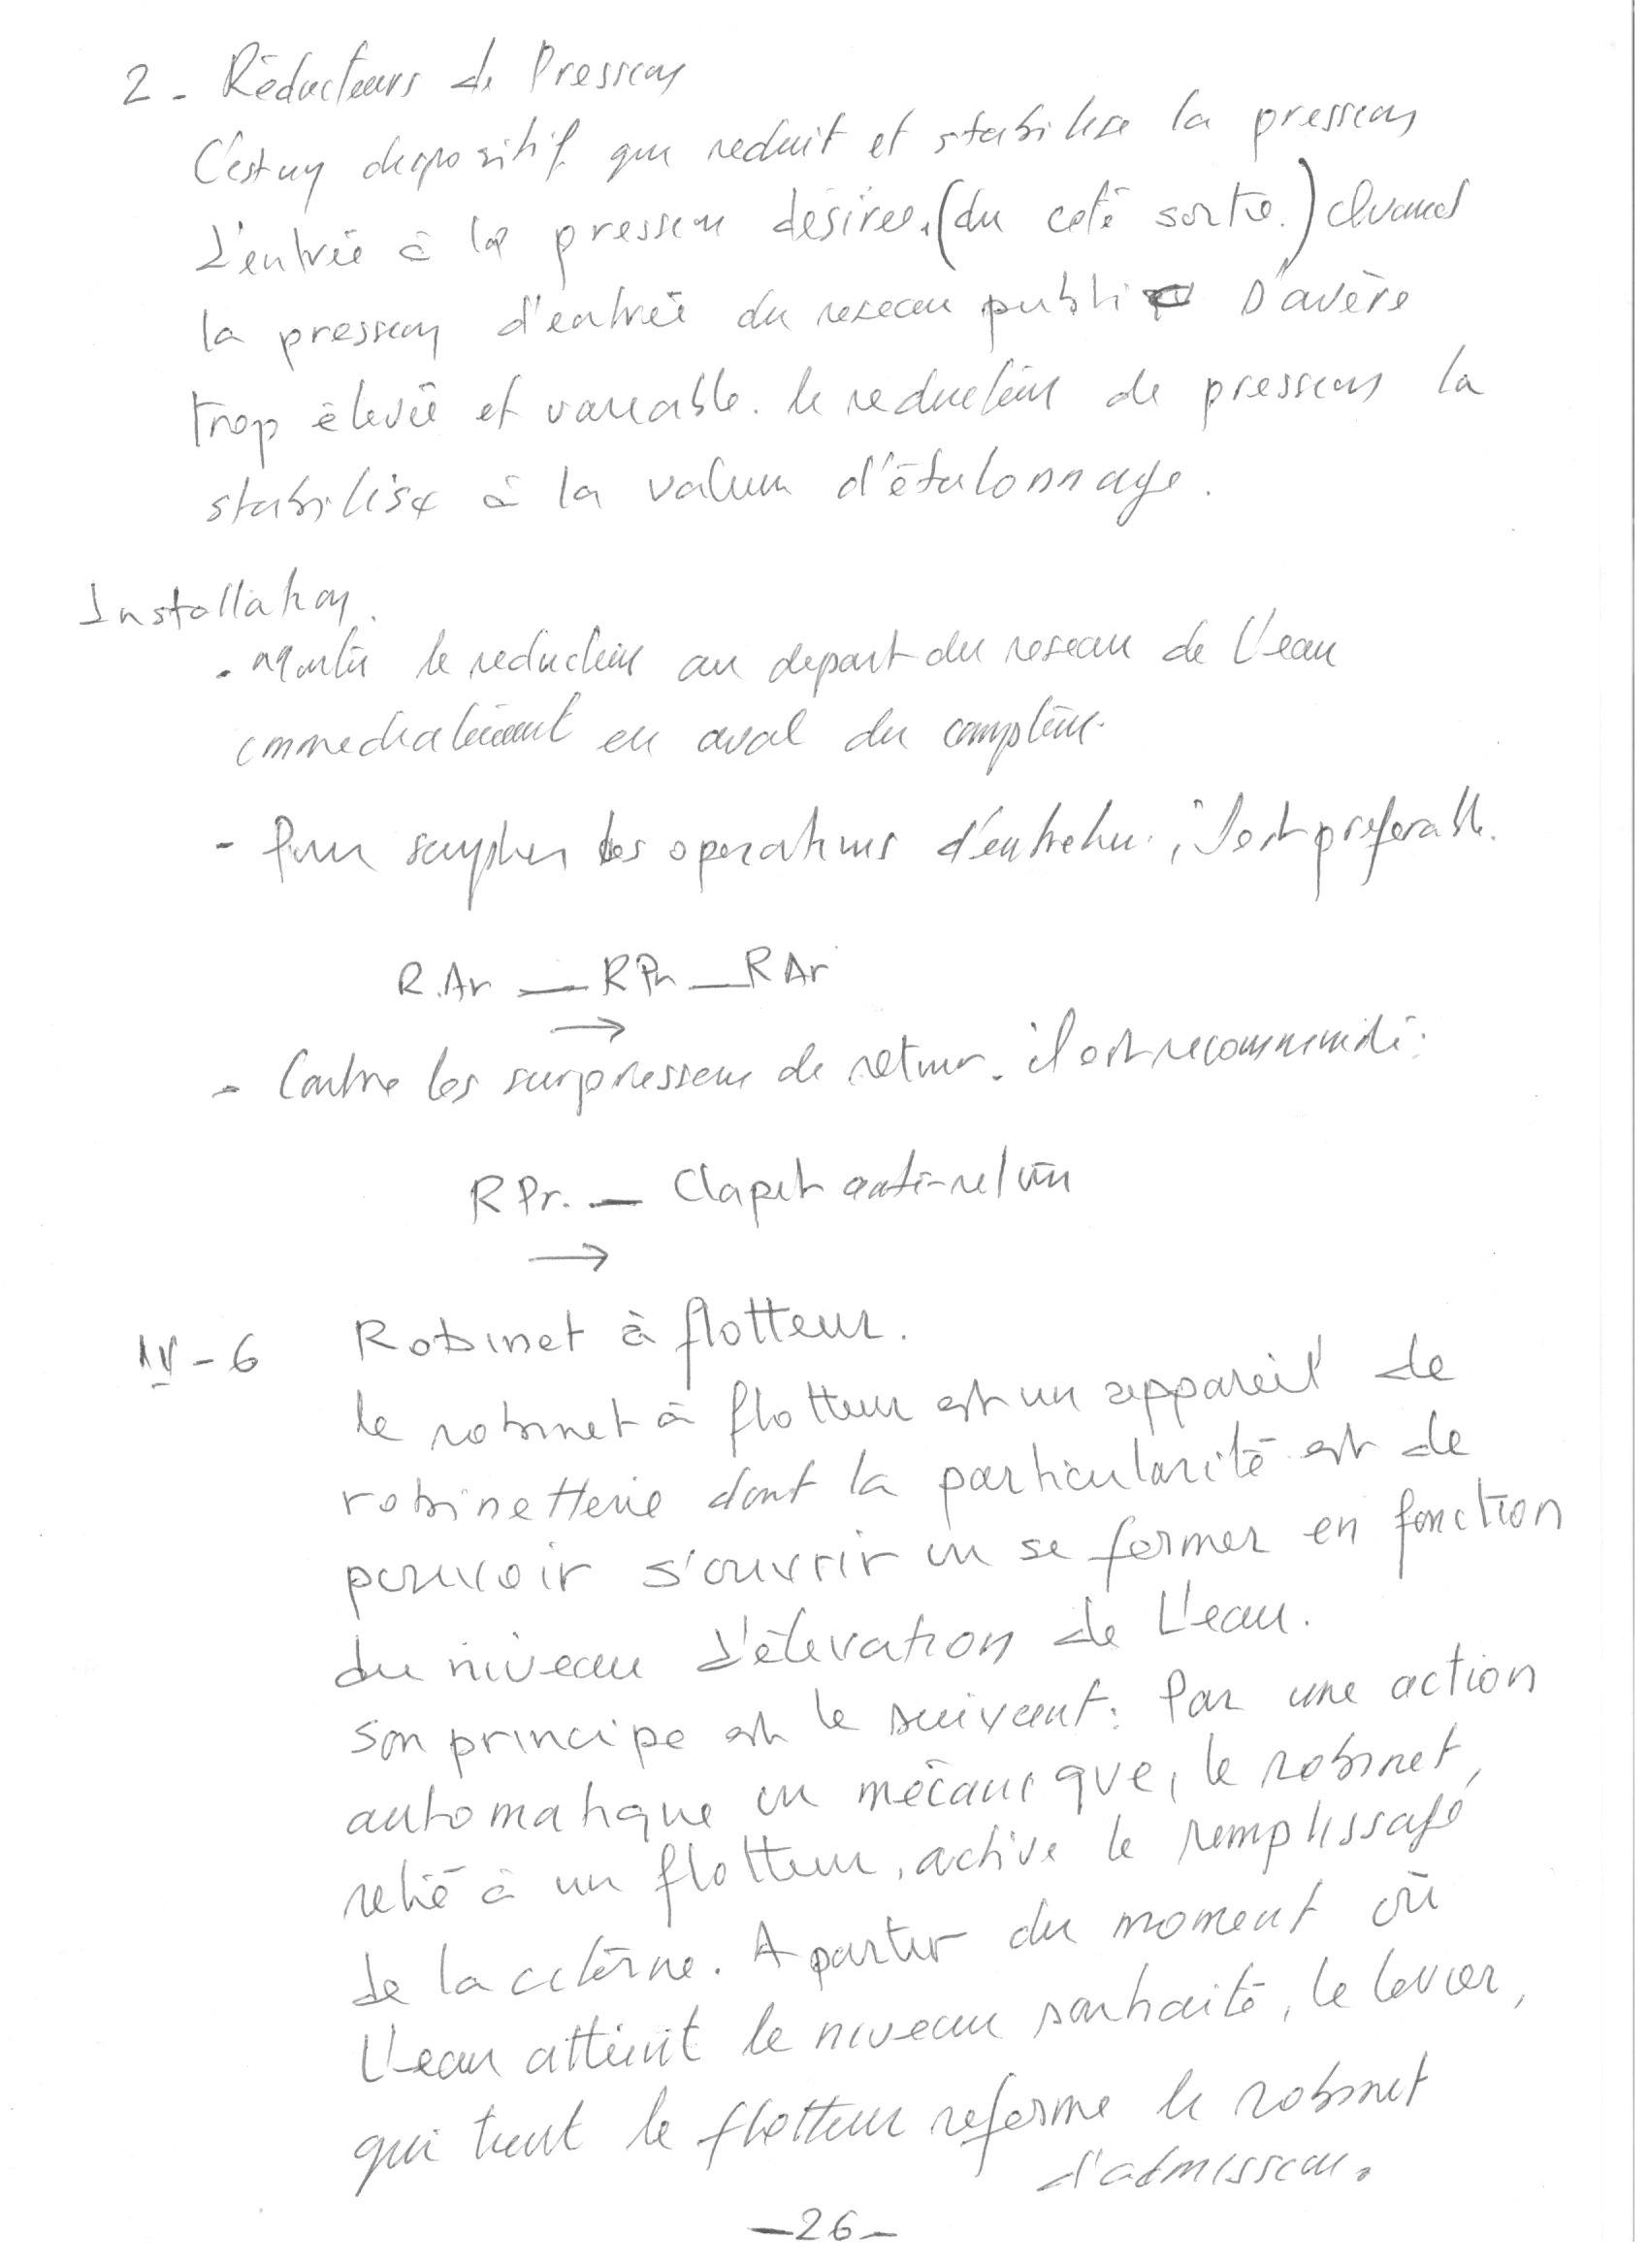 2 - Réducteurs de Pression
C'est un dispositif qui reduit et stabilise la pression
d'entrée à la pression désirée. (du coté sortie.) Quand
la pression d'entrée du reseau public s'avère
trop élevée et variable. le reducteur de pression la
stabilise à la valeur d'étalonnage.
Installation.
. monter le reducteur au depart du reseau de l'eau
immediatement en aval du compteur.
- Pour simplifier les operations d'entretien, il est preferable.
R.Ar — RPr — R Ar
→
- Contre les surpressions de retour. il est recommandé :
R Pr. — Clapet anti-retour
→
IV - 6 Robinet à flotteur.
le robinet à flotteur est un appareil de
robinetterie dont la particularité est de
pouvoir s'ouvrir ou se fermer en fonction
du niveau d'élevation de l'eau.
son principe est le suivant : Par une action
automatique ou mécanique, le robinet,
relié à un flotteur, active le remplissage
de la citerne. A partir du moment où
l'eau atteint le niveau souhaité, le levier,
qui tient le flotteur referme le robinet
d'admission.
— 26 —